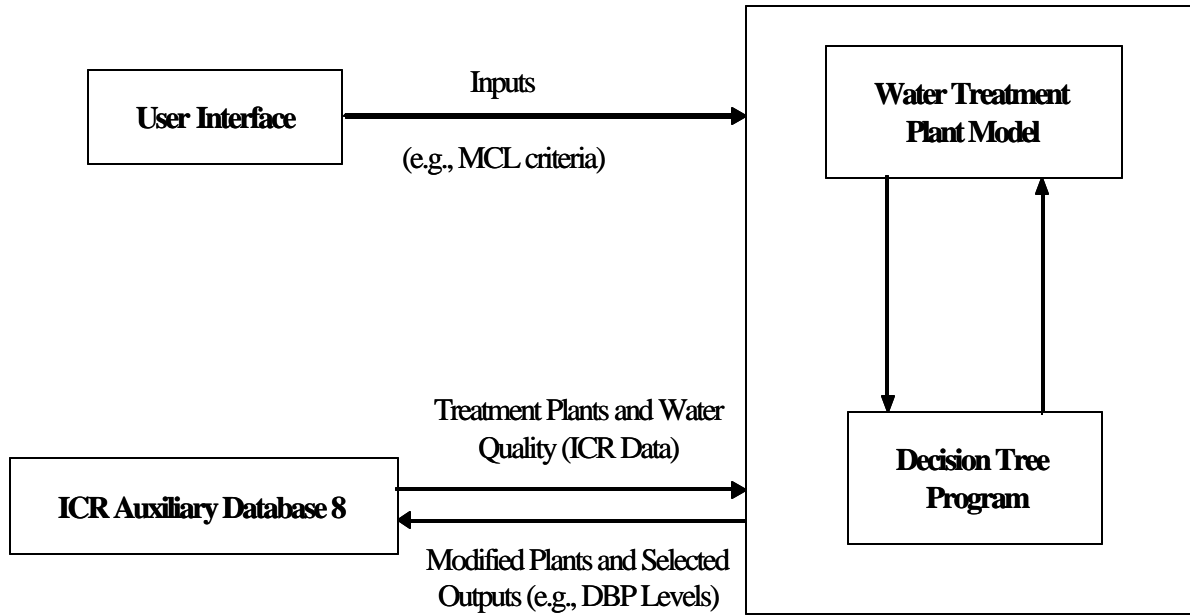 Inputs
User Interface
(e.g., MCL criteria)
Water Treatment
Plant Model
Treatment Plants and Water
Quality (ICR Data)
ICR Auxiliary Database 8
Modified Plants and Selected
Outputs (e.g., DBP Levels)
Decision Tree
Program